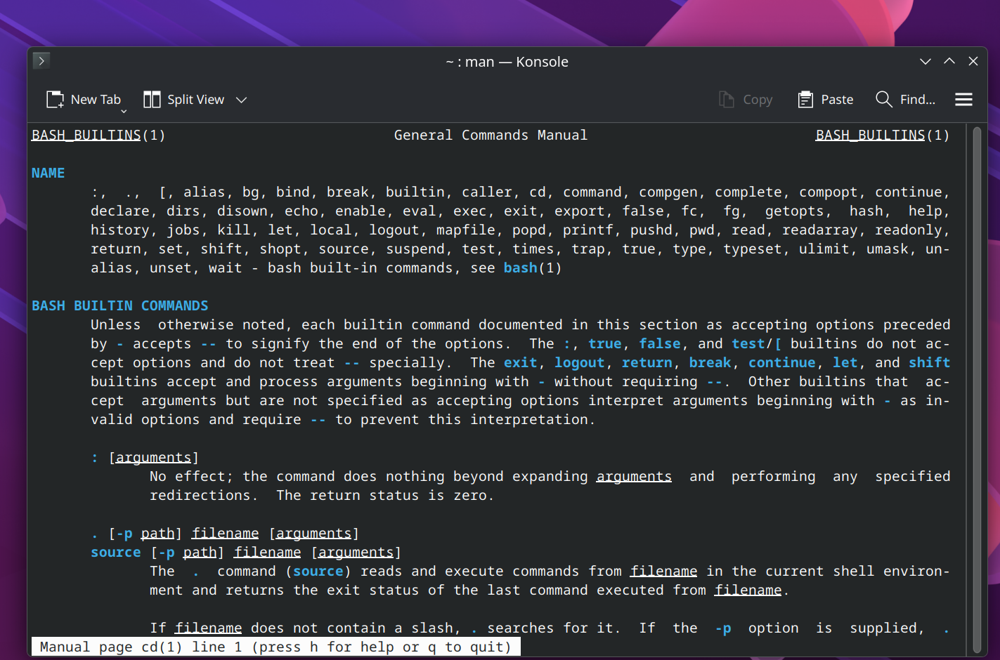 ~ : man — Konsole
New Tab Split View Copy Paste Find...
BASH_BUILTINS(1) General Commands Manual BASH_BUILTINS(1)
NAME
:, ., [, alias, bg, bind, break, builtin, caller, cd, command, compgen, complete, compopt, continue,
declare, dirs, disown, echo, enable, eval, exec, exit, export, false, fc, fg, getopts, hash, help,
history, jobs, kill, let, local, logout, mapfile, popd, printf, pushd, pwd, read, readarray, readonly,
return, set, shift, shopt, source, suspend, test, times, trap, true, type, typeset, ulimit, umask, un-
alias, unset, wait - bash built-in commands, see bash(1)
BASH BUILTIN COMMANDS
Unless otherwise noted, each builtin command documented in this section as accepting options preceded
by - accepts -- to signify the end of the options. The :, true, false, and test/[ builtins do not ac-
cept options and do not treat -- specially. The exit, logout, return, break, continue, let, and shift
builtins accept and process arguments beginning with - without requiring --. Other builtins that ac-
cept arguments but are not specified as accepting options interpret arguments beginning with - as in-
valid options and require -- to prevent this interpretation.
: [arguments]
No effect; the command does nothing beyond expanding arguments and performing any specified
redirections. The return status is zero.
. [-p path] filename [arguments]
source [-p path] filename [arguments]
The . command (source) reads and execute commands from filename in the current shell environ-
ment and returns the exit status of the last command executed from filename.
If filename does not contain a slash, . searches for it. If the -p option is supplied, .
Manual page cd(1) line 1 (press h for help or q to quit)